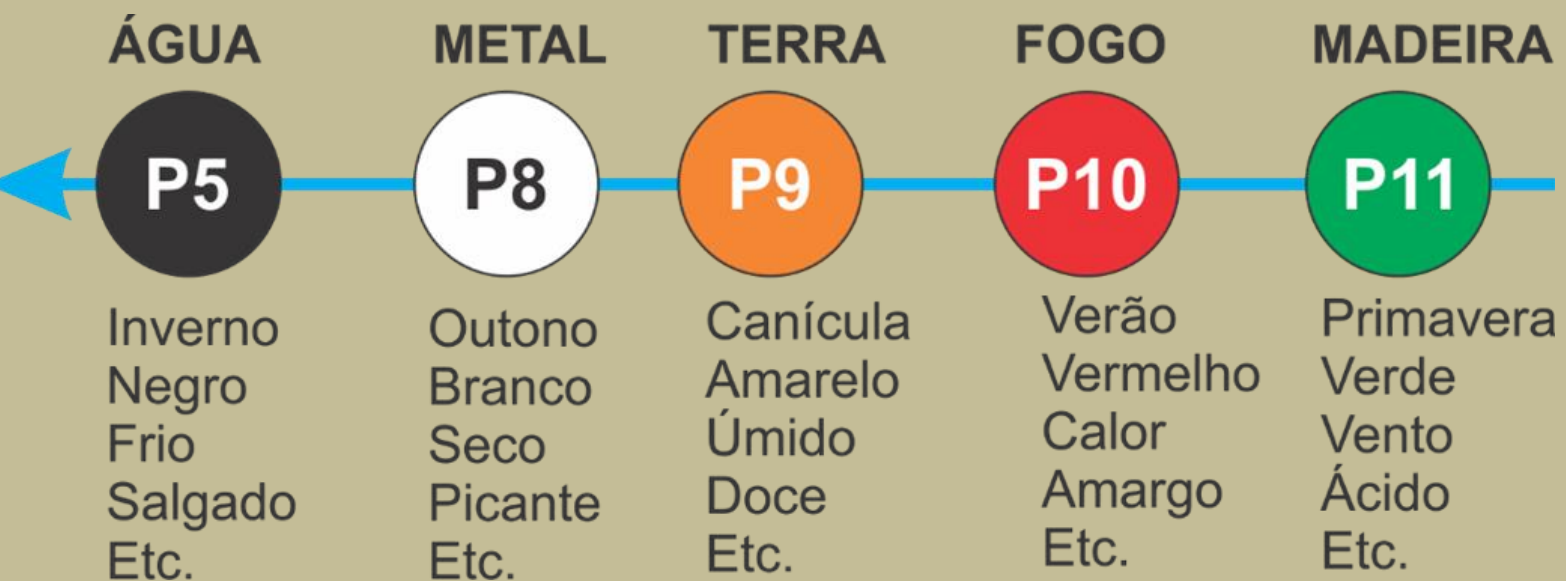 ÁGUA
P5
Inverno
Negro
Frio
Salgado
Etc.
METAL
P8
Outono
Branco
Seco
Picante
Etc.
TERRA
P9
Canícula
Amarelo
Úmido
Doce
Etc.
FOGO
P10
Verão
Vermelho
Calor
Amargo
Etc.
MADEIRA
P11
Primavera
Verde
Vento
Ácido
Etc.